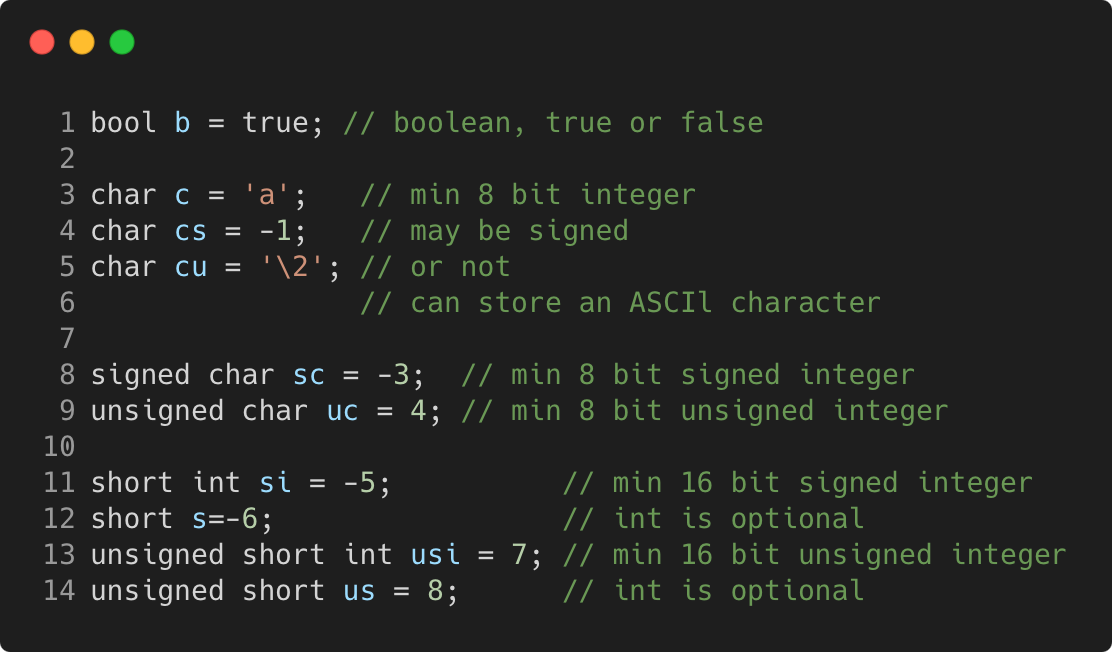 1 bool b = true; // boolean, true or false
2
3 char c = 'a';   // min 8 bit integer
4 char cs = -1;   // may be signed
5 char cu = '\2'; // or not
6                 // can store an ASCIl character
7
8 signed char sc = -3;  // min 8 bit signed integer
9 unsigned char uc = 4; // min 8 bit unsigned integer
10
11 short int si = -5;          // min 16 bit signed integer
12 short s=-6;                 // int is optional
13 unsigned short int usi = 7; // min 16 bit unsigned integer
14 unsigned short us = 8;      // int is optional